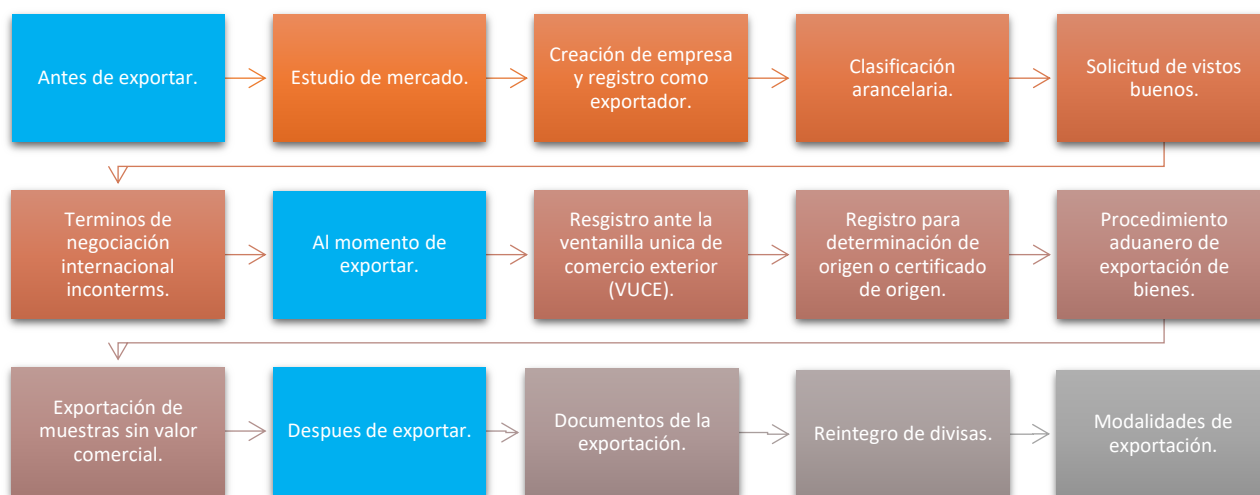 Antes de exportar.
Estudio de mercado.
Creación de empresa
y registro como
exportador.
Clasificación
arancelaria.
Solicitud de vistos
buenos.
Terminos de
negociación
internacional
inconterms.
Al momento de
exportar.
Resgistro ante la
ventanilla unica de
comercio exterior
(VUCE).
Registro para
determinación de
origen o certificado
de origen.
Procedimiento
aduanero de
exportación de
bienes.
Exportación de
muestras sin valor
comercial.
Despues de exportar.
Documentos de la
exportación.
Reintegro de divisas.
Modalidades de
exportación.